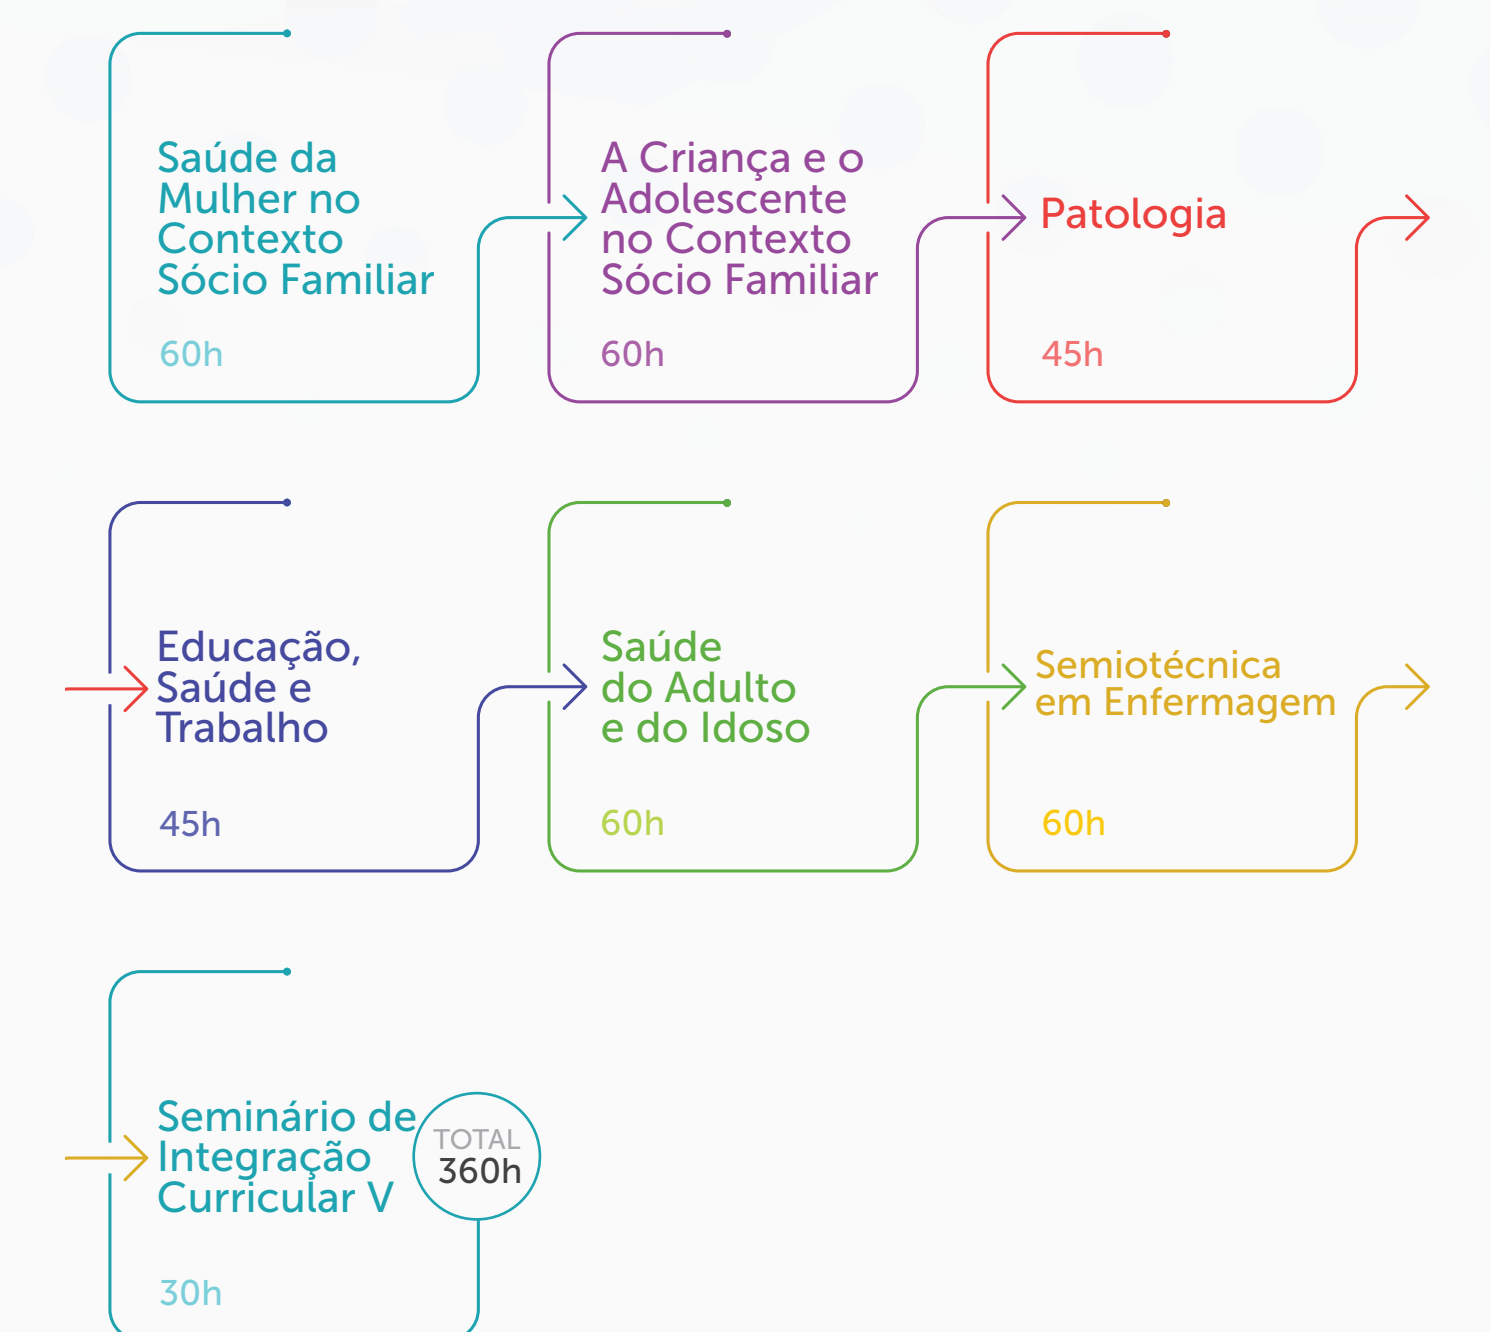 Saúde da
Mulher no
Contexto
Sócio Familiar
60h
A Criança e o
Adolescente
no Contexto
Sócio Familiar
60h
Patologia
45h
Educação,
Saúde e
Trabalho
45h
Saúde
do Adulto
e do Idoso
60h
Semiotécnica
em Enfermagem
60h
Seminário de
Integração
Curricular V
30h
TOTAL
360h